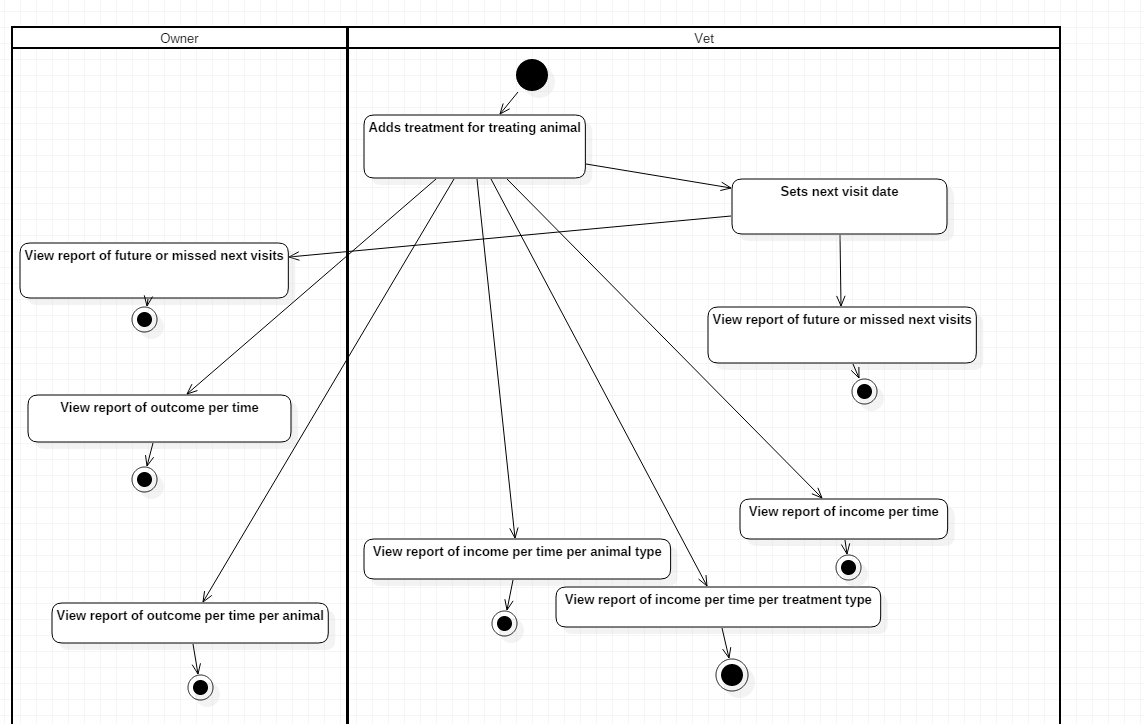 Owner
Vet
Adds treatment for treating animal
Sets next visit date
View report of future or missed next visits
View report of future or missed next visits
View report of outcome per time
View report of income per time
View report of income per time per animal type
View report of income per time per treatment type
View report of outcome per time per animal